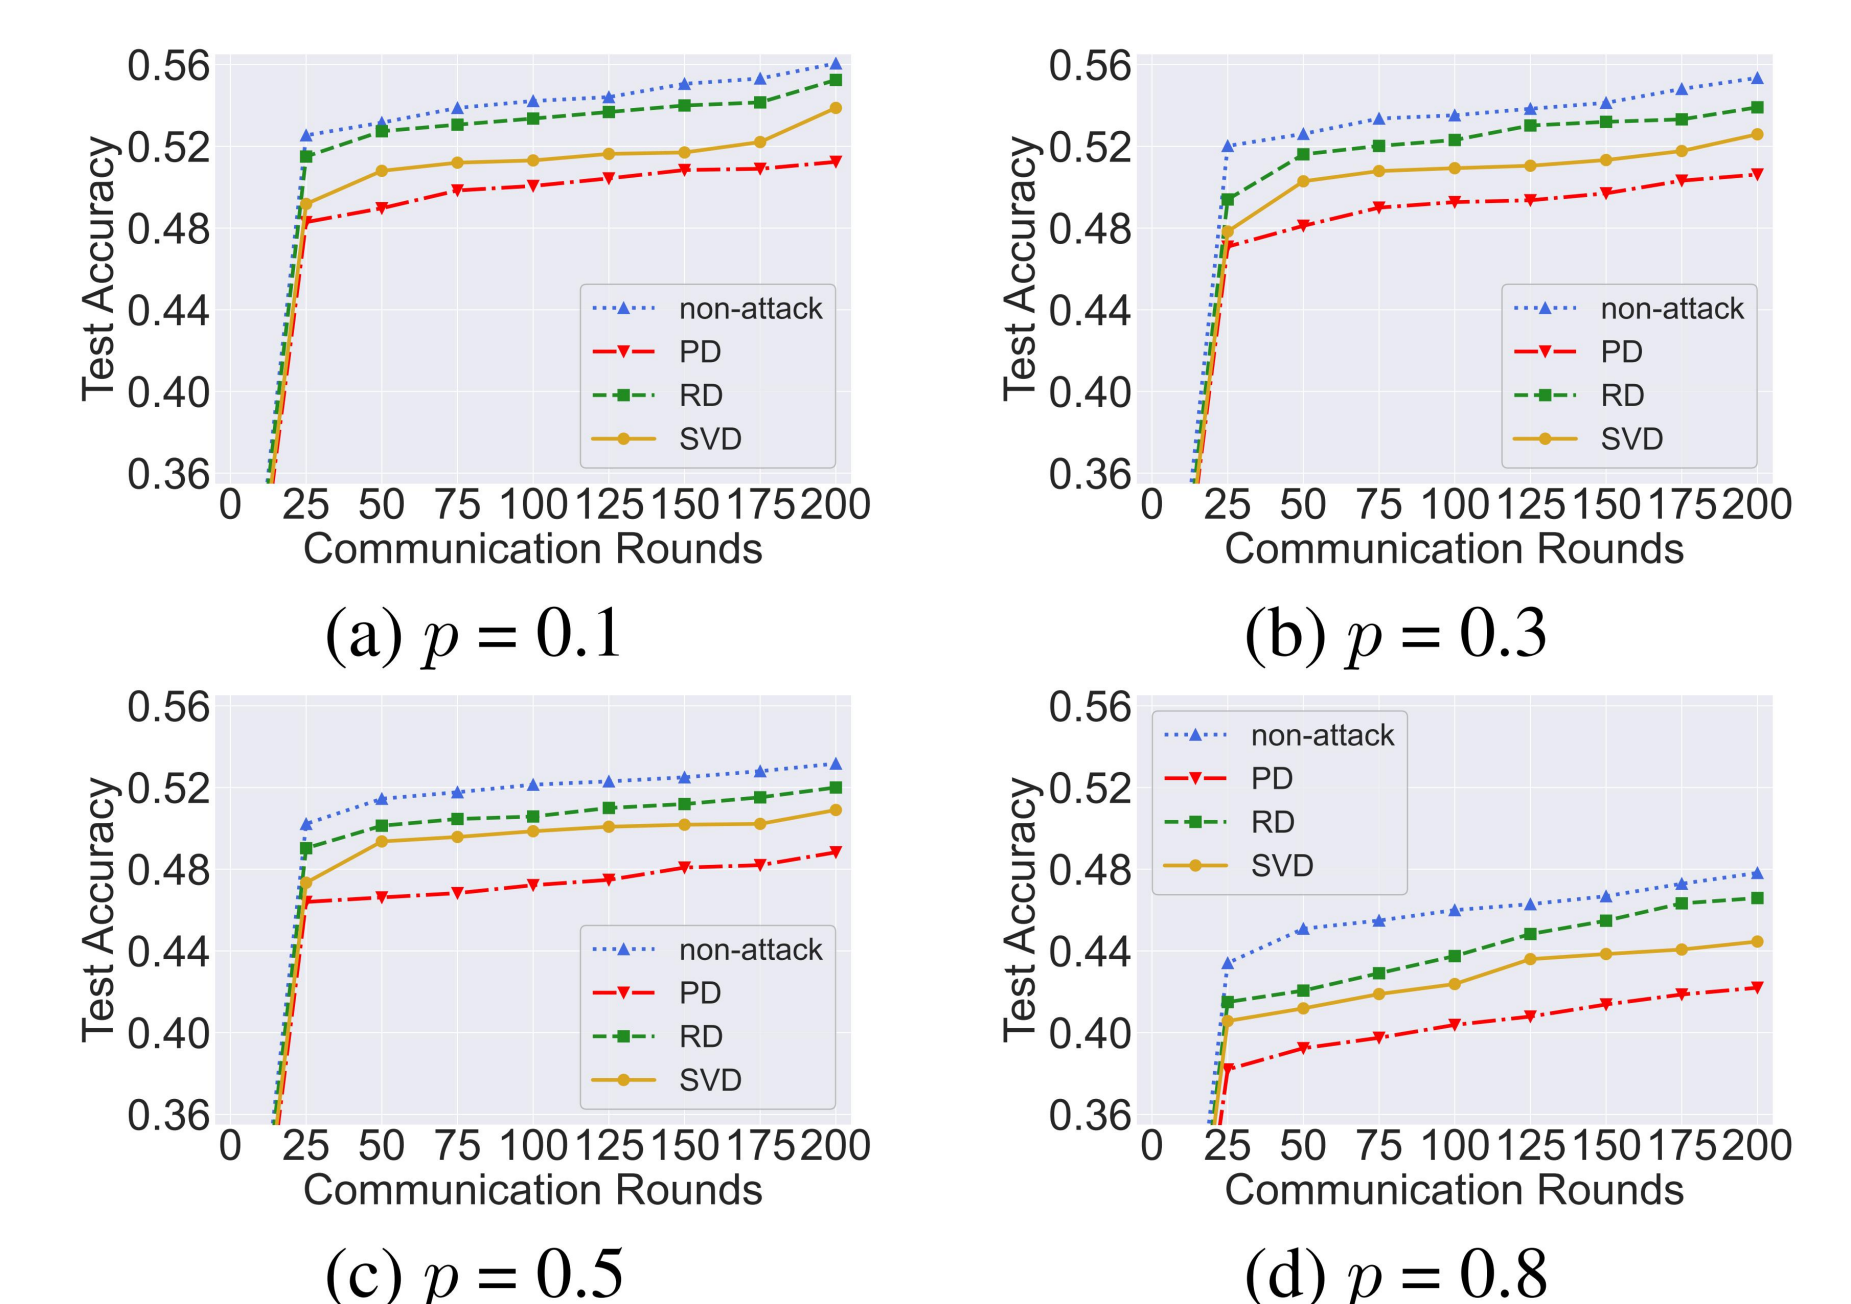 0.56
0.52
0.48
0.44
0.40
0.36
Test Accuracy
non-attack
PD
RD
SVD
0 25 50 75 100 125 150 175 200
Communication Rounds
(a) p = 0.1
0.56
0.52
0.48
0.44
0.40
0.36
Test Accuracy
non-attack
PD
RD
SVD
0 25 50 75 100 125 150 175 200
Communication Rounds
(b) p = 0.3
0.56
0.52
0.48
0.44
0.40
0.36
Test Accuracy
non-attack
PD
RD
SVD
0 25 50 75 100 125 150 175 200
Communication Rounds
(c) p = 0.5
0.56
0.52
0.48
0.44
0.40
0.36
Test Accuracy
non-attack
PD
RD
SVD
0 25 50 75 100 125 150 175 200
Communication Rounds
(d) p = 0.8